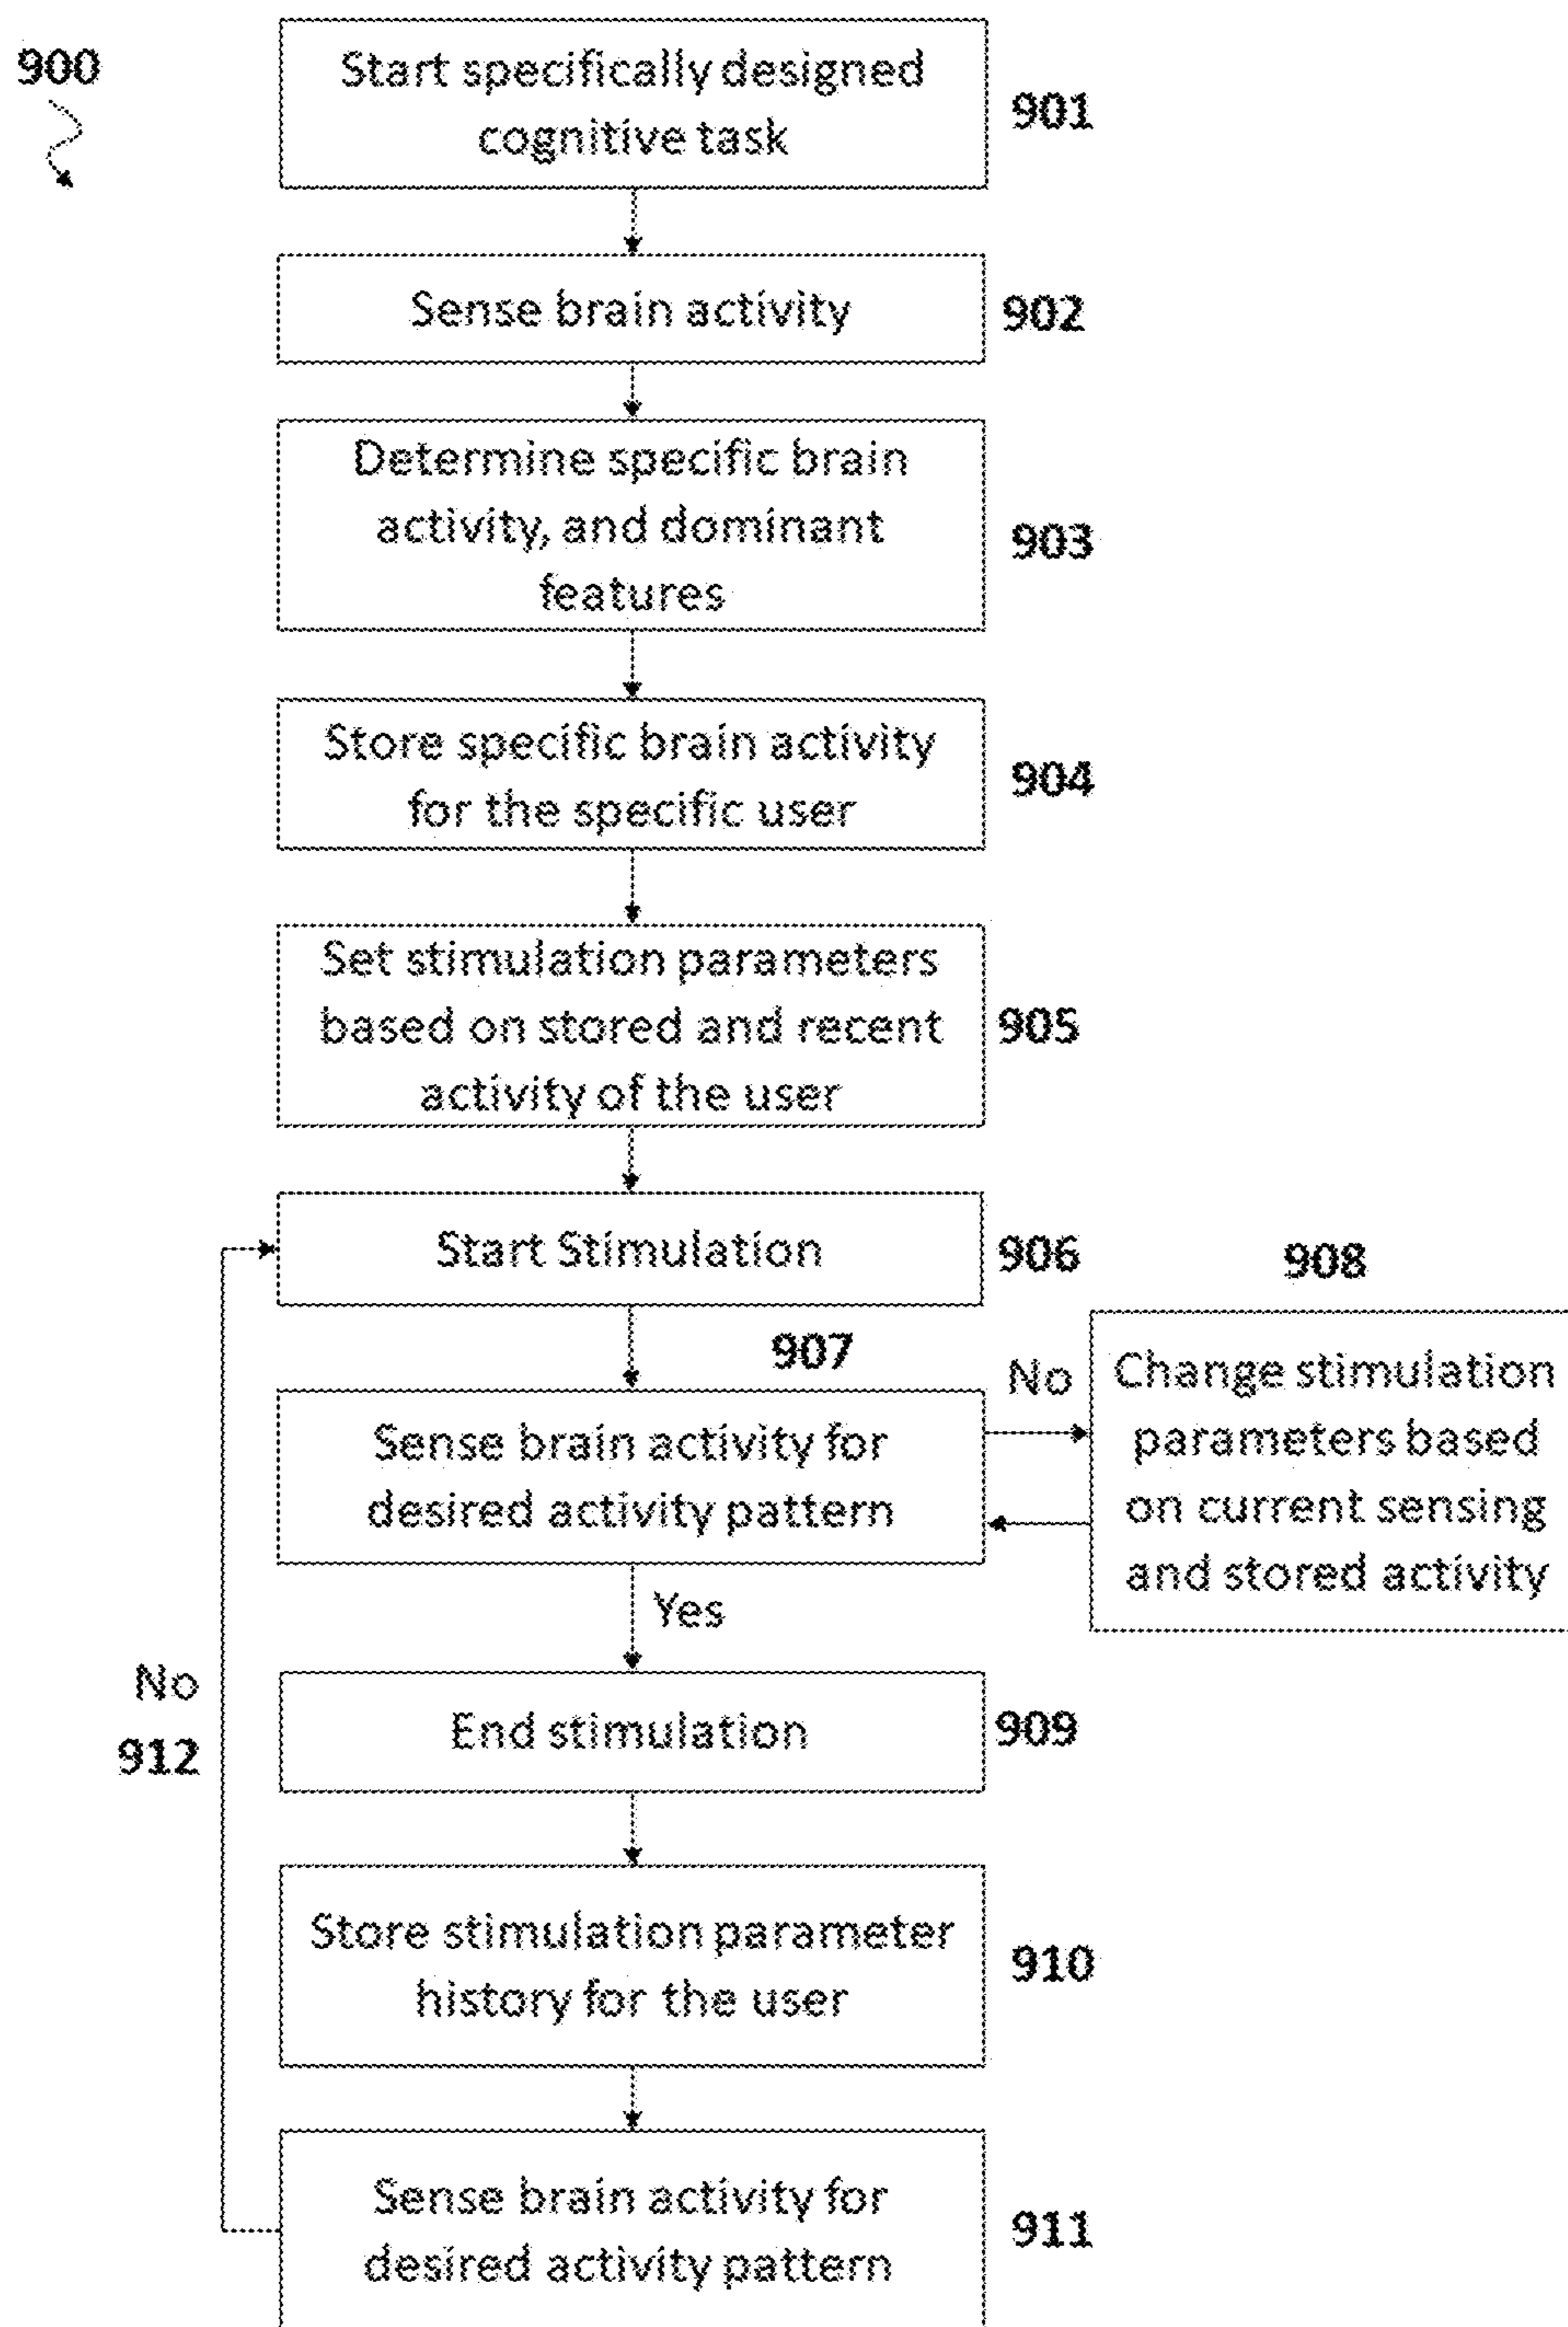 900
Start specifically designed
cognitive task
901
Sense brain activity
902
Determine specific brain
activity, and dominant
features
903
Store specific brain activity
for the specific user
904
Set stimulation parameters
based on stored and recent
activity of the user
905
Start Stimulation
906
907
Sense brain activity for
desired activity pattern
No
908
Change stimulation
parameters based
on current sensing
and stored activity
Yes
End stimulation
909
No
912
Store stimulation parameter
history for the user
910
Sense brain activity for
desired activity pattern
911